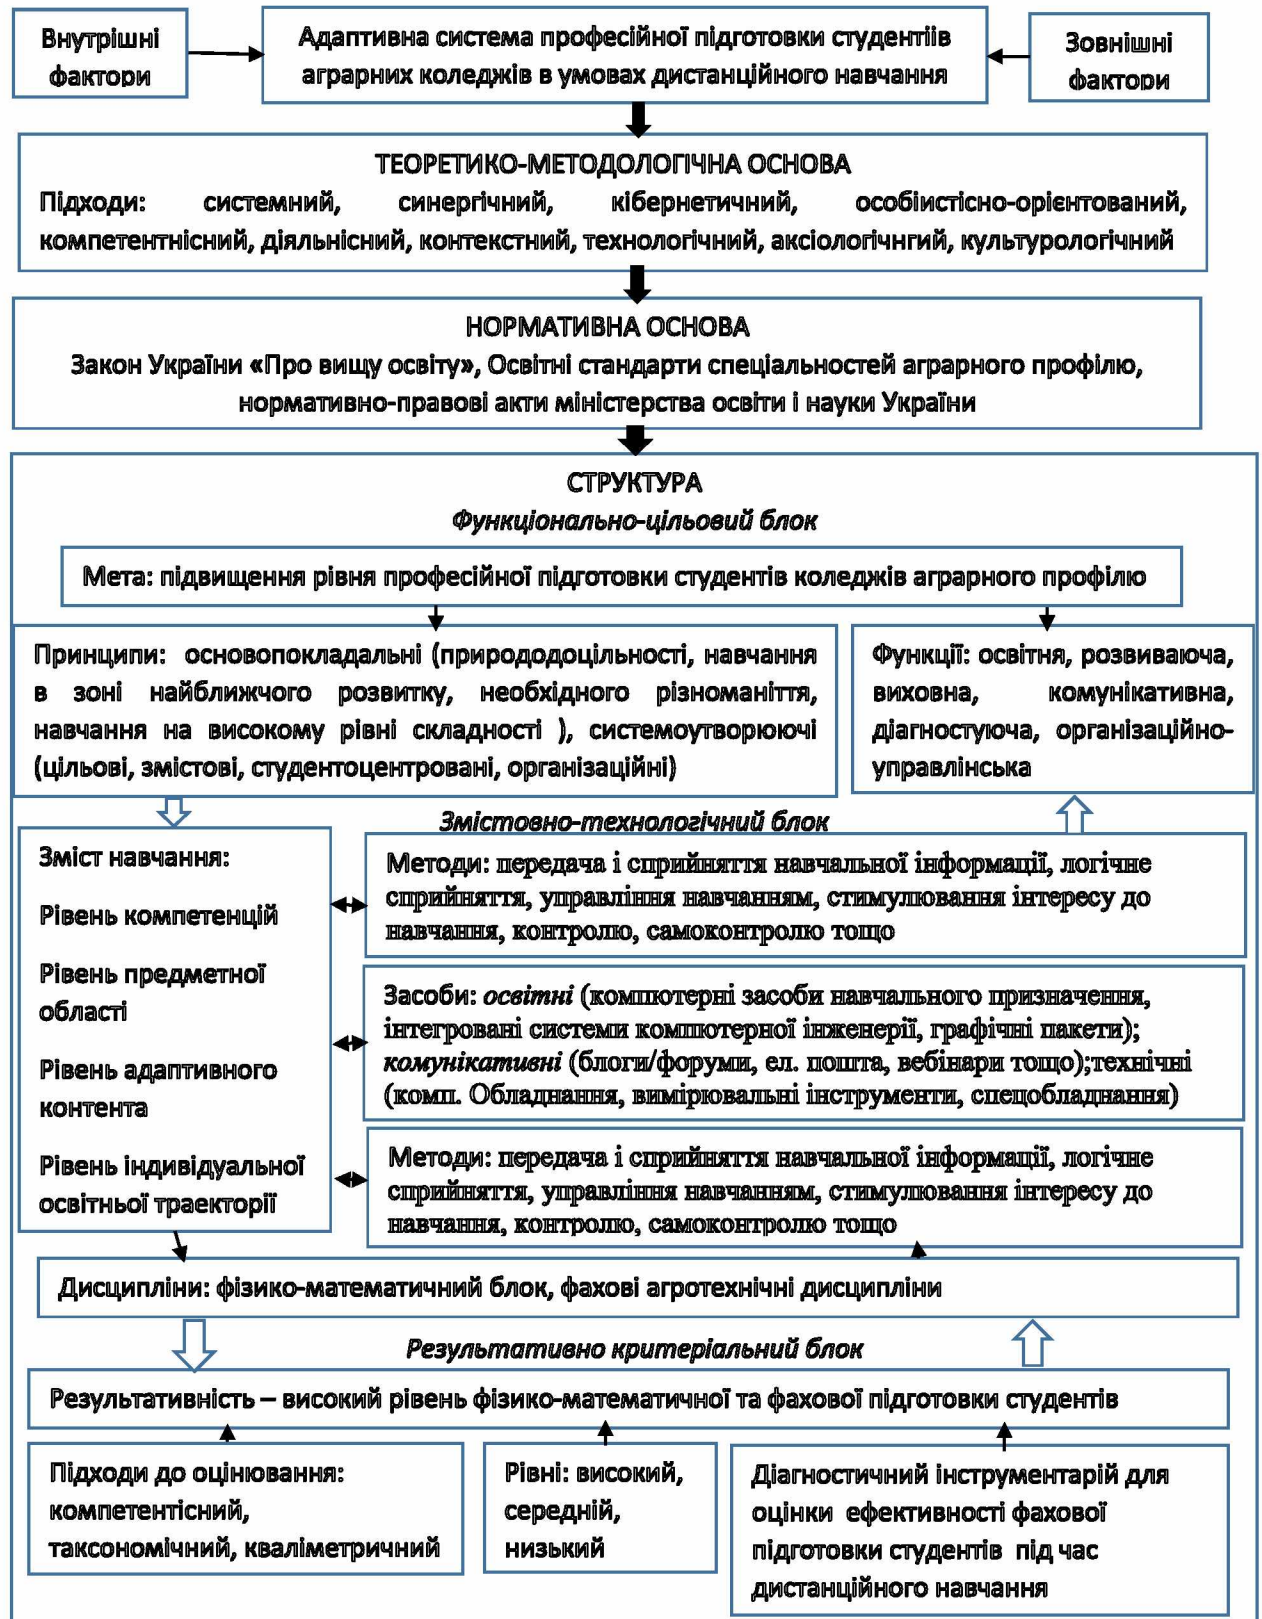 Внутрішні
фактори
Адаптивна система професійної підготовки студентіів
аграрних коледжів в умовах дистанційного навчання
Зовнішні
фактори
ТЕОРЕТИКО-МЕТОДОЛОГІЧНА ОСНОВА
Підходи: системний, синергічний, кібернетичний, особіистісно-орієнтований,
компетентнісний, діяльнісний, контекстний, технологічний, аксіологічнгий, культурологічний
НОРМАТИВНА ОСНОВА
Закон України «Про вищу освіту», Освітні стандарти спеціальностей аграрного профілю,
нормативно-правові акти міністерства освіти і науки України
СТРУКТУРА
Функціонально-цільовий блок
Мета: підвищення рівня професійної підготовки студентів коледжів аграрного профілю
Принципи: основопокладальні (природодоцільності, навчання
в зоні найближчого розвитку, необхідного різноманіття,
навчання на високому рівні складності ), системоутворюючі
(цільові, змістові, студентоцентровані, організаційні)
Функції: освітня, розвиваюча,
виховна, комунікативна,
діагностуюча, організаційно-
управлінська
Змістовно-технологічний блок
Зміст навчання:
Рівень компетенцій
Рівень предметної
області
Рівень адаптивного
контента
Рівень індивідуальної
освітньої траекторії
Методи: передача і сприйняття навчальної інформації, логічне
сприйняття, управління навчанням, стимулювання інтересу до
навчання, контролю, самоконтролю тощо
Засоби: освітні (компютерні засоби навчального призначення,
інтегровані системи компютерної інженерії, графічні пакети);
комунікативні (блоги/форуми, ел. пошта, вебінари тощо);технічні
(комп. Обладнання, вимірювальні інструменти, спецобладнання)
Методи: передача і сприйняття навчальної інформації, логічне
сприйняття, управління навчанням, стимулювання інтересу до
навчання, контролю, самоконтролю тощо
Дисципліни: фізико-математичний блок, фахові агротехнічні дисципліни
Результативно критеріальний блок
Результативність – високий рівень фізико-математичної та фахової підготовки студентів
Підходи до оцінювання:
компетентісний,
таксономічний, кваліметричний
Рівні: високий,
середній,
низький
Діагностичний інструментарій для
оцінки ефективності фахової
підготовки студентів під час
дистанційного навчання